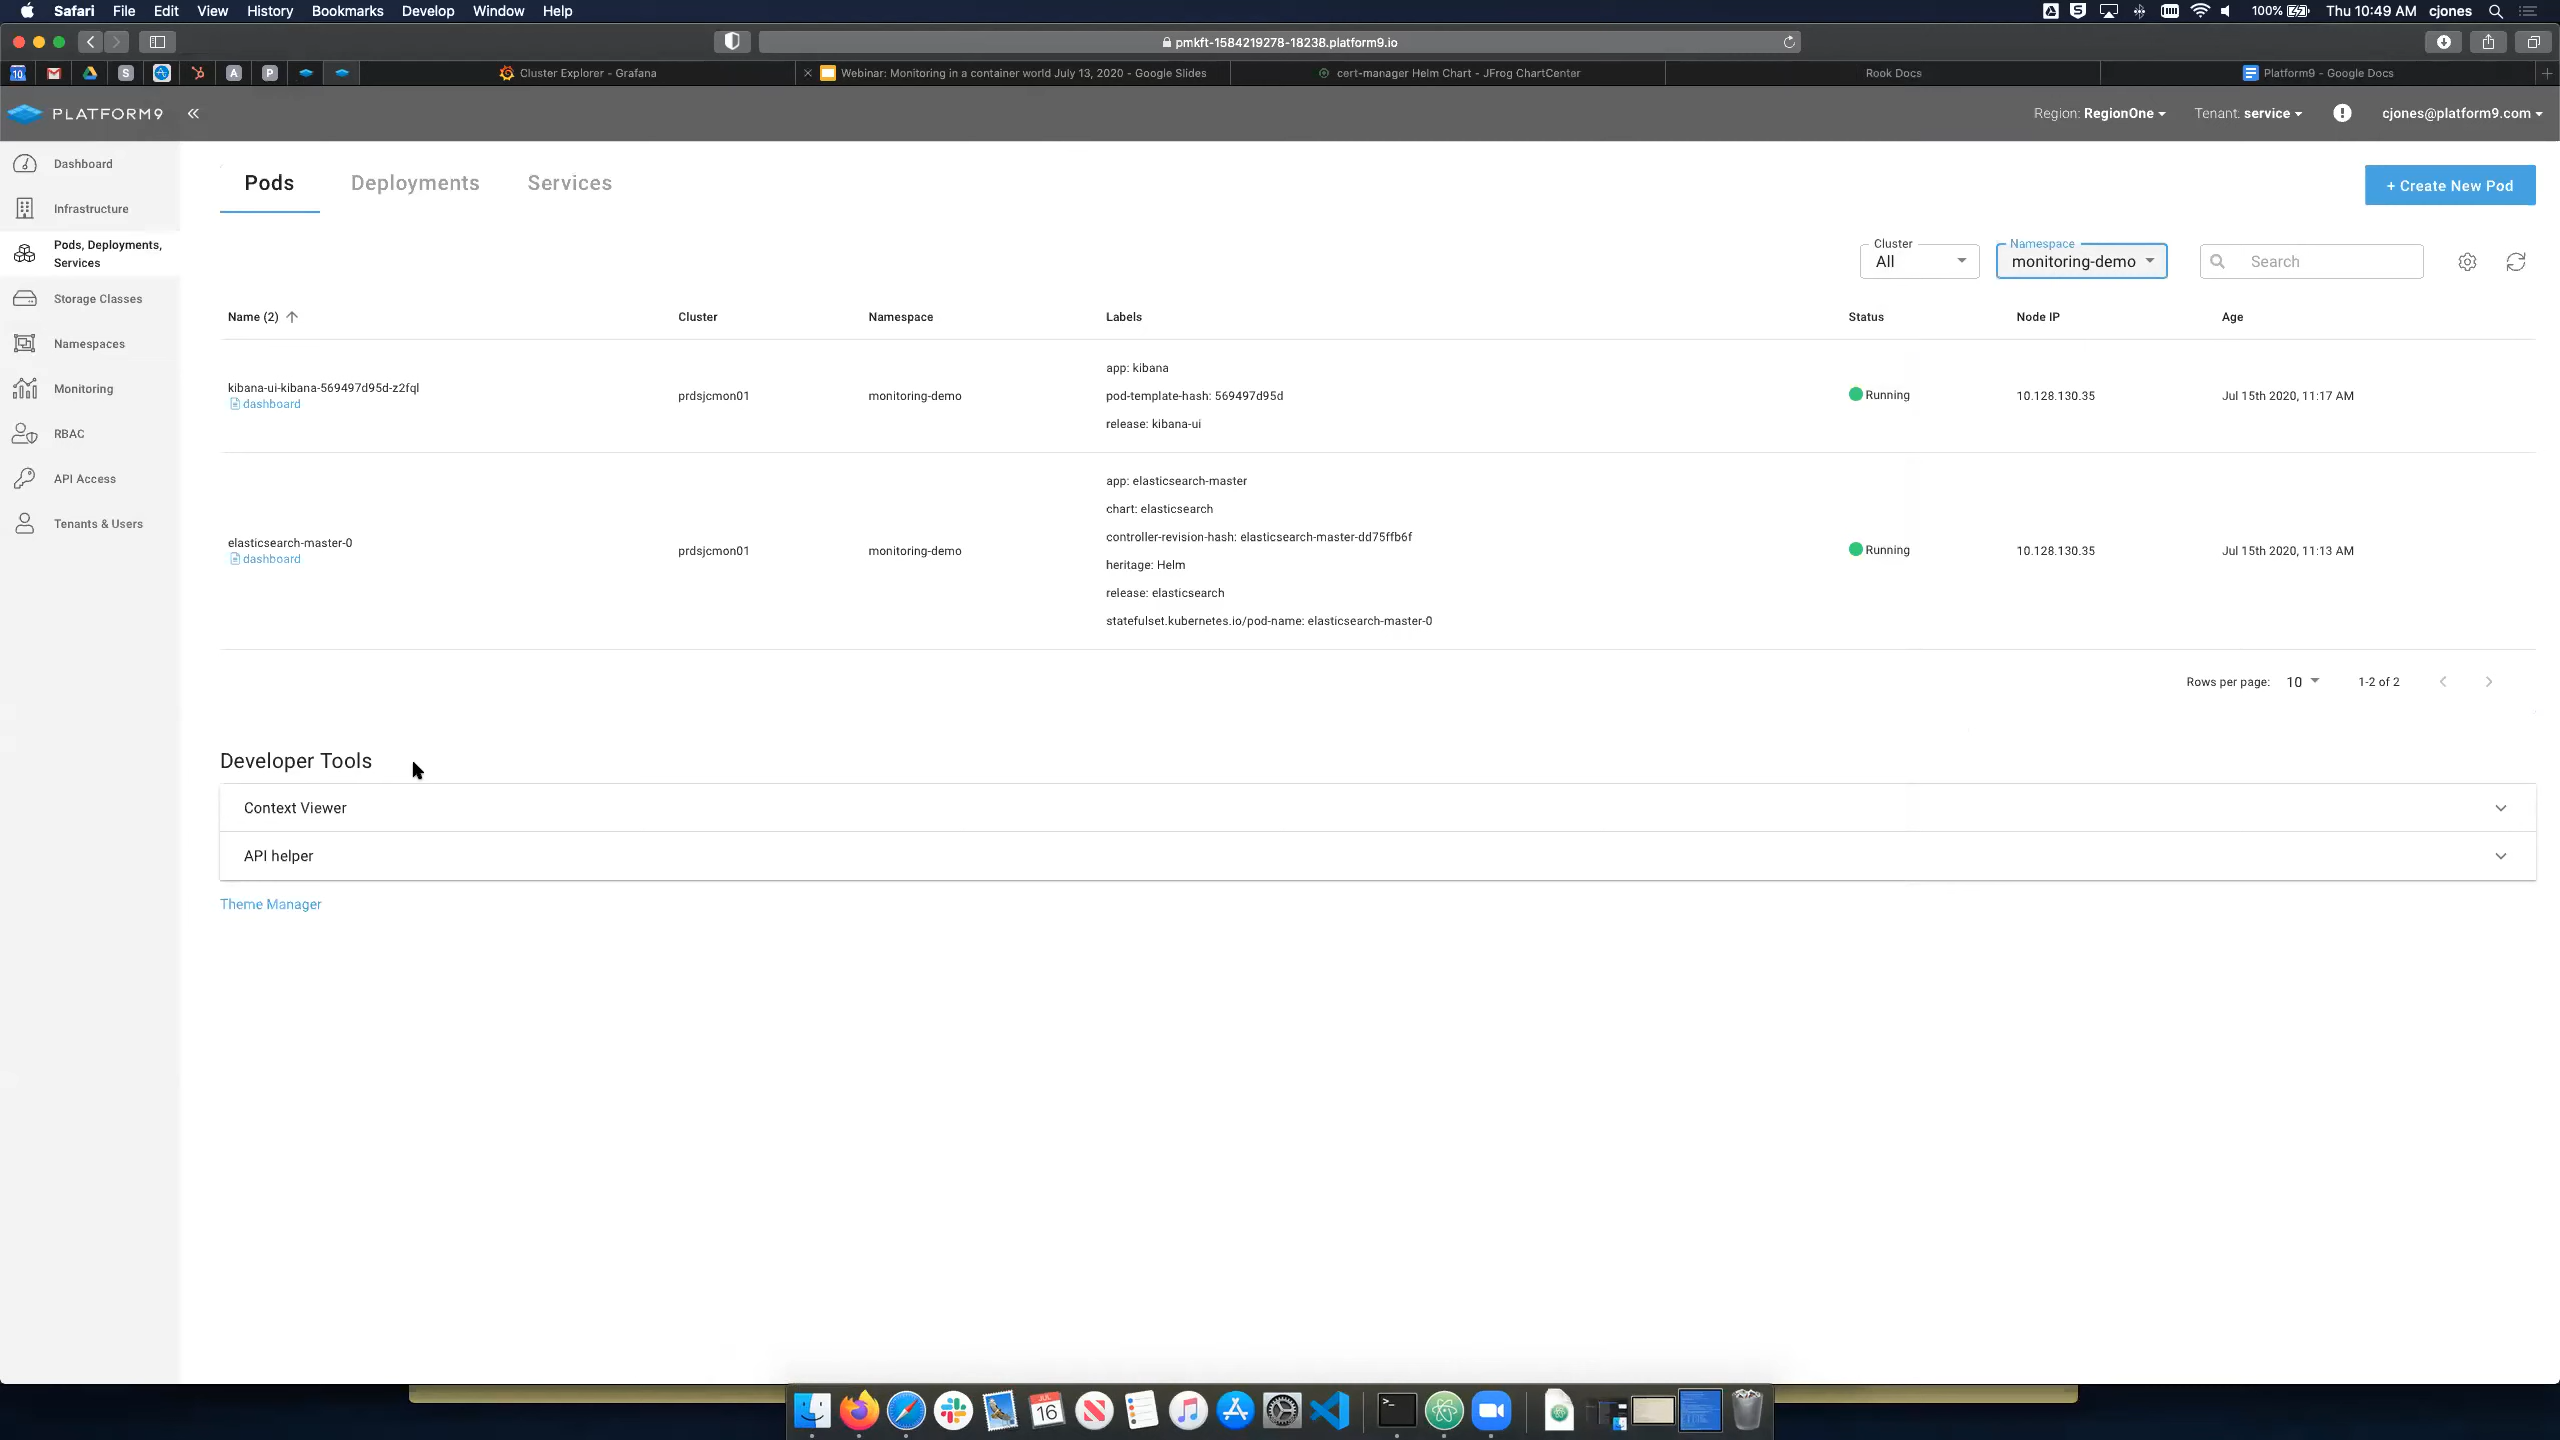 Safari File Edit View History Bookmarks Develop Window Help
100% Thu 10:49 AM cjones
pmkft-1584219278-18238.platform9.io
10 S A P Cluster Explorer - Grafana Webinar: Monitoring in a container world July 13, 2020 - Google Slides cert-manager Helm Chart - JFrog ChartCenter Rook Docs Platform9 - Google Docs
PLATFORM9 Region: RegionOne Tenant: service cjones@platform9.com
Dashboard
Infrastructure
Pods, Deployments,
Services
Storage Classes
Namespaces
Monitoring
RBAC
API Access
Tenants & Users
Pods Deployments Services
+ Create New Pod
Cluster
All
Namespace
monitoring-demo
Search
Name (2) Cluster Namespace Labels Status Node IP Age
kibana-ui-kibana-569497d95d-z2fql
dashboard
prdsjcmon01
monitoring-demo
app: kibana
pod-template-hash: 569497d95d
release: kibana-ui
Running
10.128.130.35
Jul 15th 2020, 11:17 AM
elasticsearch-master-0
dashboard
prdsjcmon01
monitoring-demo
app: elasticsearch-master
chart: elasticsearch
controller-revision-hash: elasticsearch-master-dd75ffb6f
heritage: Helm
release: elasticsearch
statefulset.kubernetes.io/pod-name: elasticsearch-master-0
Running
10.128.130.35
Jul 15th 2020, 11:13 AM
Rows per page: 10 1-2 of 2
Developer Tools
Context Viewer
API helper
Theme Manager
JUL
16